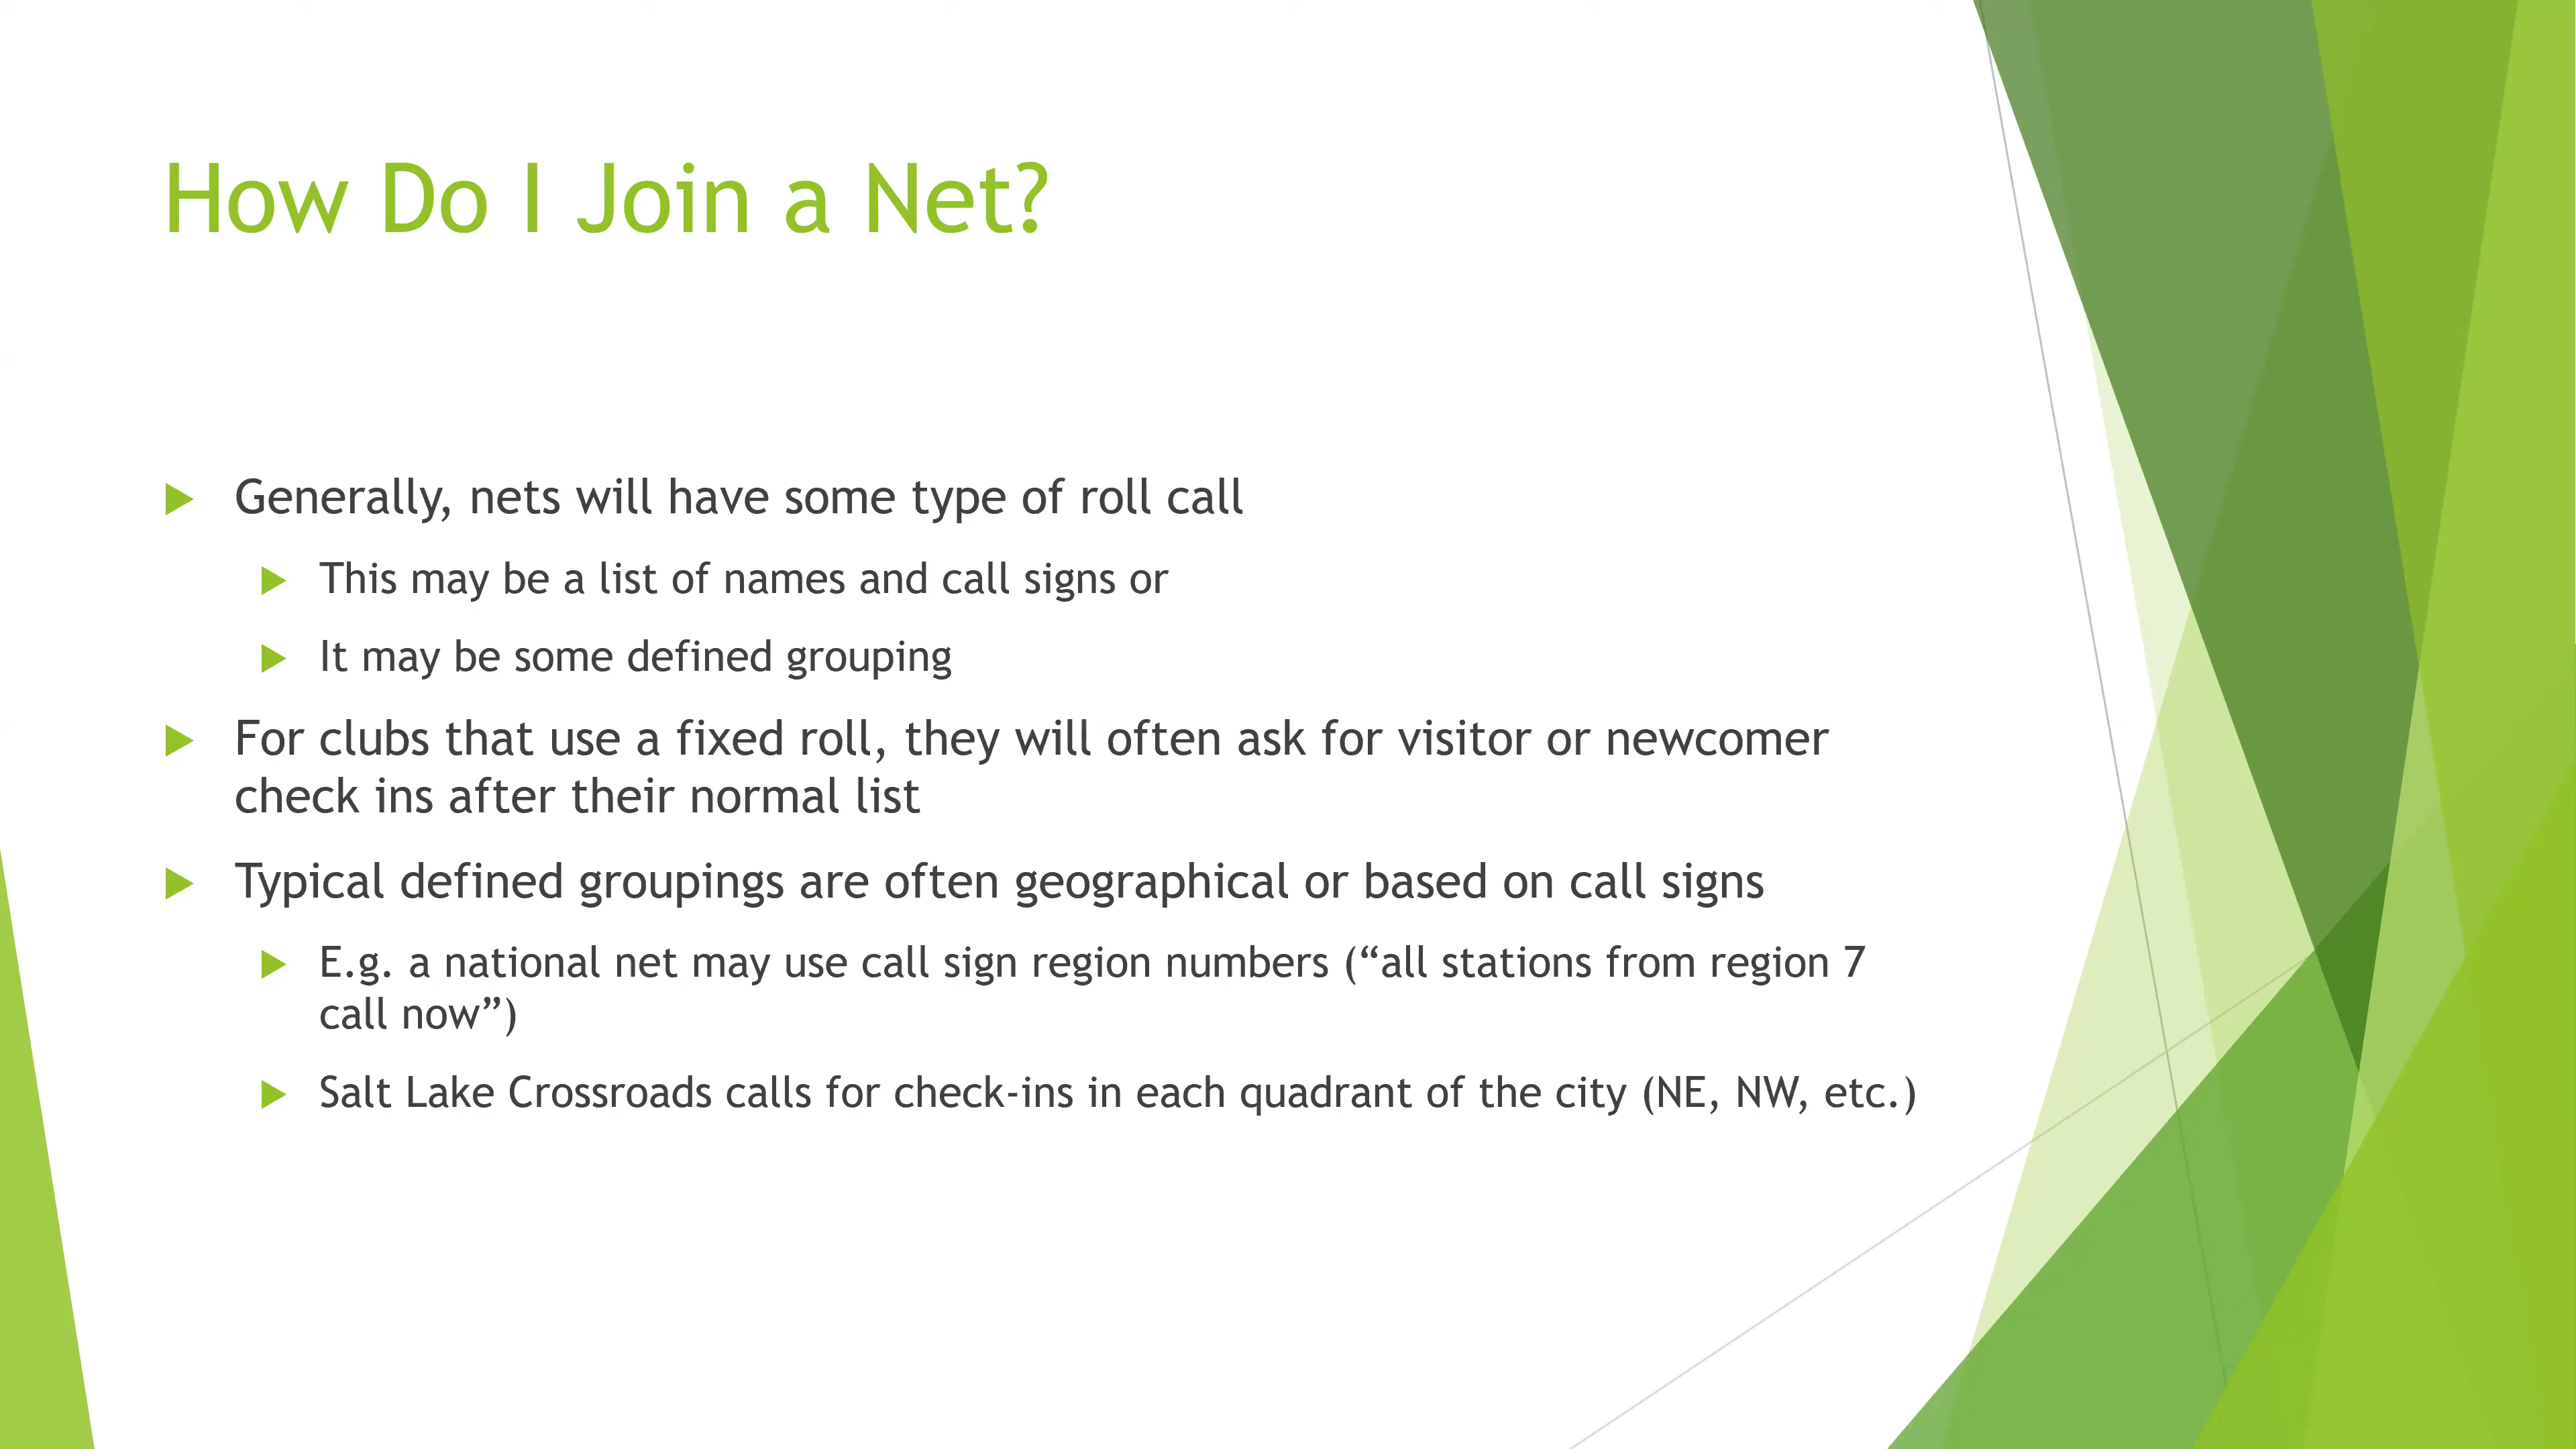 How Do I Join a Net?
Generally, nets will have some type of roll call
This may be a list of names and call signs or
It may be some defined grouping
For clubs that use a fixed roll, they will often ask for visitor or newcomer
check ins after their normal list
Typical defined groupings are often geographical or based on call signs
E.g. a national net may use call sign region numbers (“all stations from region 7
call now”)
Salt Lake Crossroads calls for check-ins in each quadrant of the city (NE, NW, etc.)